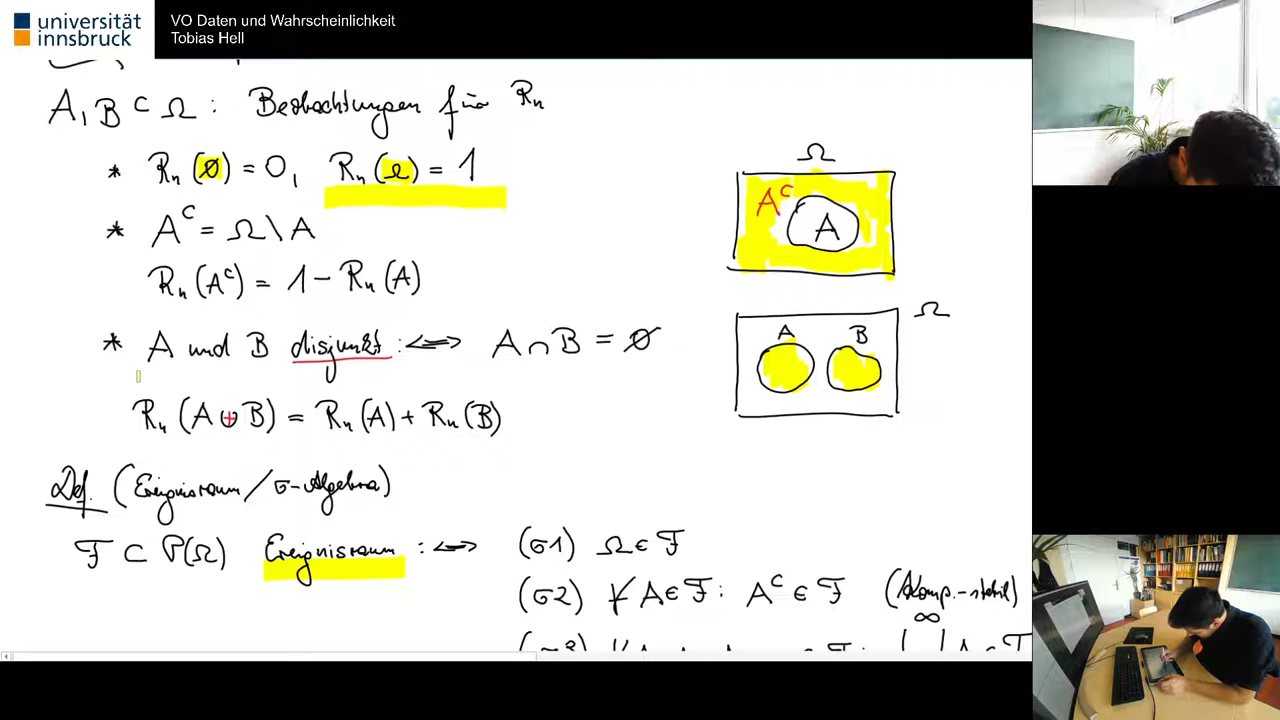 universität
innsbruck
VO Daten und Wahrscheinlichkeit
Tobias Hell
A, B ⊂ Ω : Beobachtungen für Rₙ
* Rₙ(∅) = 0, Rₙ(Ω) = 1
* Aᶜ = Ω \ A
Rₙ(Aᶜ) = 1 − Rₙ(A)
* A und B disjunkt :⟺ A ∩ B = ∅
Rₙ(A ⊎ B) = Rₙ(A) + Rₙ(B)
Ω
Aᶜ A
Ω
A B
Def. (Ereignisraum / σ-Algebra)
F ⊂ P(Ω) Ereignisraum :⟺ (σ1) Ω ∈ F
(σ2) ∀ A ∈ F : Aᶜ ∈ F (Komp.-stabil)
∞